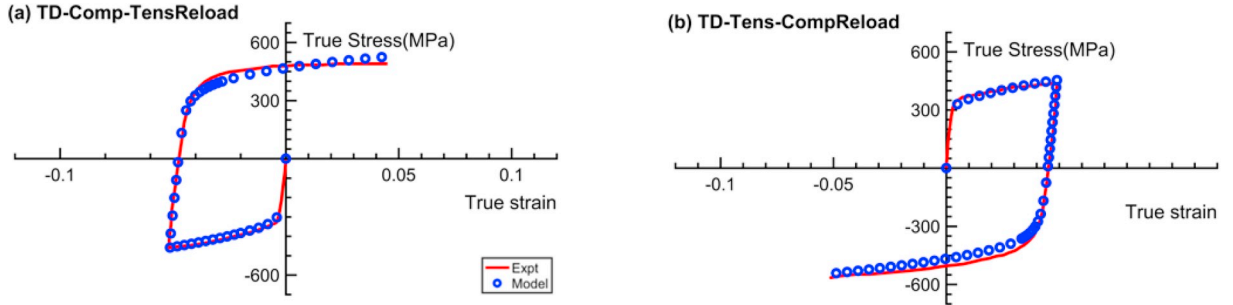 (a) TD-Comp-TensReload
True Stress(MPa)
600
300
-0.1
0.05
0.1
True strain
-600
Expt
Model
(b) TD-Tens-CompReload
True Stress(MPa)
600
300
-0.1
-0.05
True strain
-300
-600